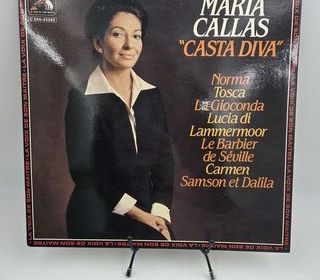 MARIA
CALLAS
"CASTA DIVA"
Norma
Tosca
La Gioconda
Lucia di
Lammermoor
Le Barbier
de Séville
Carmen
Samson et Dalila
LA VOIX DE SON MAITRE